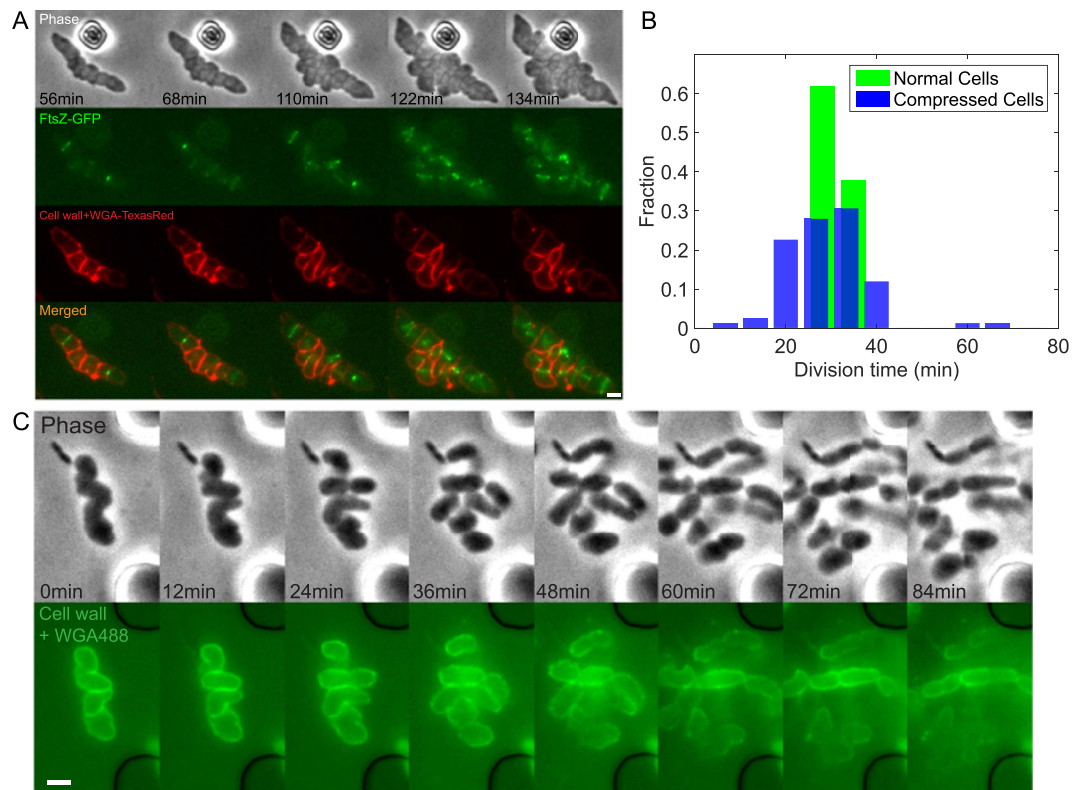 A
Phase
56min 68min 110min 122min 134min
FtsZ-GFP
Cell wall+WGA-TexasRed
Merged
B
Normal Cells
Compressed Cells
Fraction
0.6
0.5
0.4
0.3
0.2
0.1
0
0 20 40 60 80
Division time (min)
C
Phase
0min 12min 24min 36min 48min 60min 72min 84min
Cell wall
+ WGA488